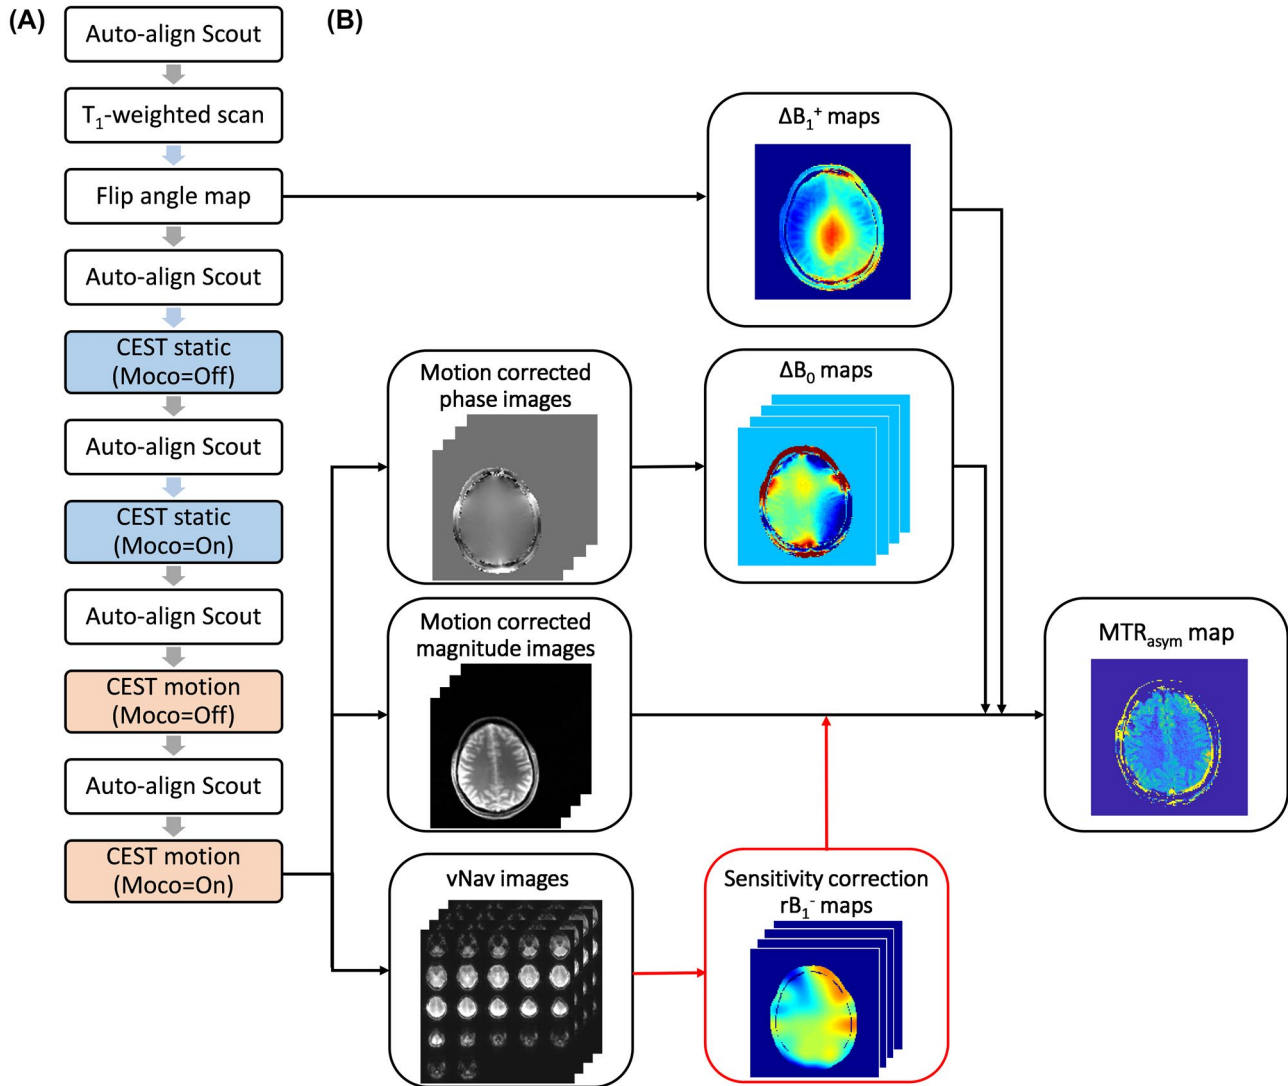 (A)
Auto-align Scout
T₁-weighted scan
Flip angle map
Auto-align Scout
CEST static
(Moco=Off)
Auto-align Scout
CEST static
(Moco=On)
Auto-align Scout
CEST motion
(Moco=Off)
Auto-align Scout
CEST motion
(Moco=On)
(B)
ΔB₁⁺ maps
Motion corrected
phase images
ΔB₀ maps
Motion corrected
magnitude images
MTRasym map
vNav images
Sensitivity correction
rB₁⁻ maps